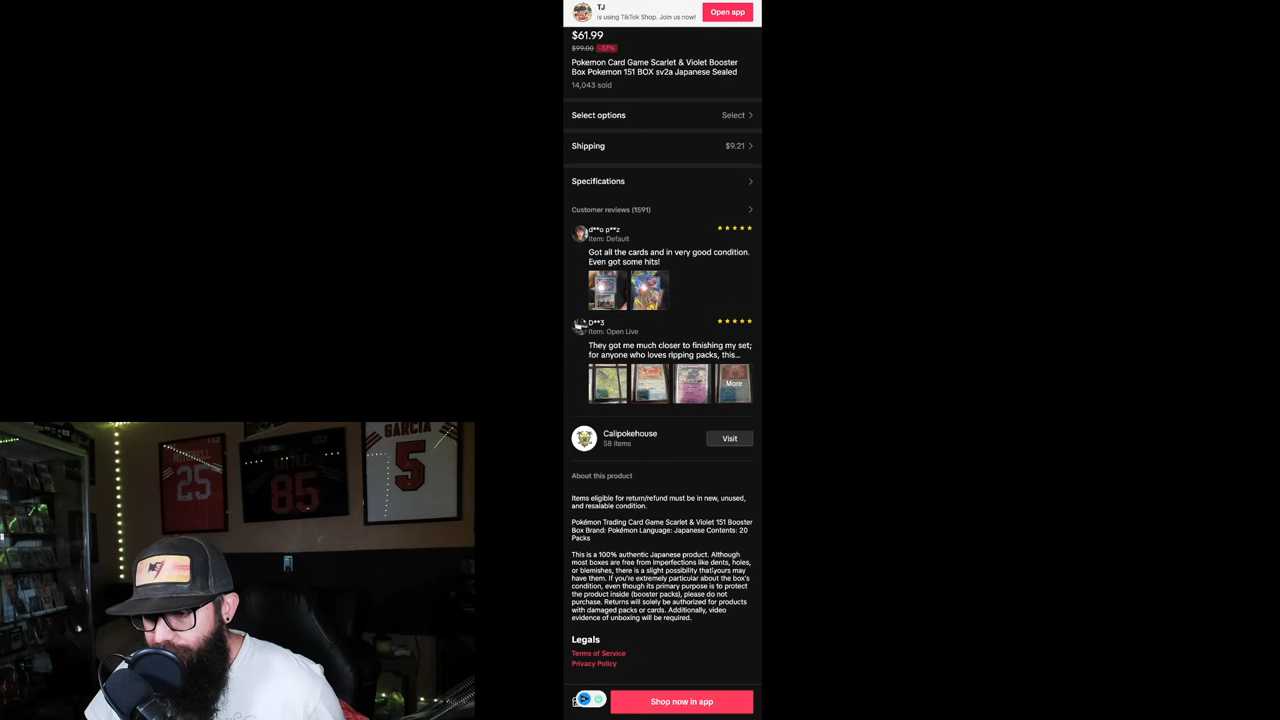 TJ
is using TikTok Shop. Join us now!
Open app
$61.99
$99.00 -37%
Pokemon Card Game Scarlet & Violet Booster
Box Pokemon 151 BOX sv2a Japanese Sealed
14,043 sold
Select options
Select
Shipping
$9.21
Specifications
Customer reviews (1591)
d**o p**z
Item: Default
Got all the cards and in very good condition.
Even got some hits!
D**3
Item: Open Live
They got me much closer to finishing my set;
for anyone who loves ripping packs, this...
More
Calipokehouse
58 items
Visit
About this product
Items eligible for return/refund must be in new, unused,
and resalable condition.
Pokémon Trading Card Game Scarlet & Violet 151 Booster
Box Brand: Pokémon Language: Japanese Contents: 20
Packs
This is a 100% authentic Japanese product. Although
most boxes are free from imperfections like dents, holes,
or blemishes, there is a slight possibility that yours may
have them. If you're extremely particular about the box's
condition, even though its primary purpose is to protect
the product inside (booster packs), please do not
purchase. Returns will solely be authorized for products
with damaged packs or cards. Additionally, video
evidence of unboxing will be required.
Legals
Terms of Service
Privacy Policy
Shop now in app
25
KITTLE
85
GARCIA
5